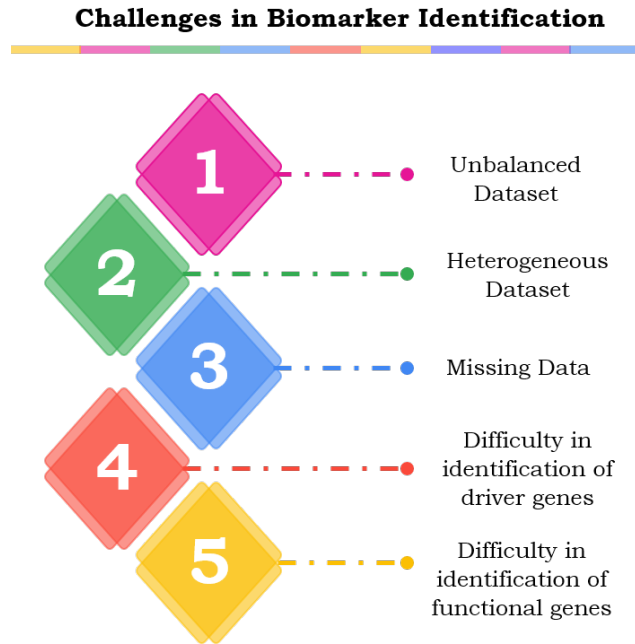 Challenges in Biomarker Identification
1
Unbalanced
Dataset
2
Heterogeneous
Dataset
3
Missing Data
4
Difficulty in
identification of
driver genes
5
Difficulty in
identification of
functional genes